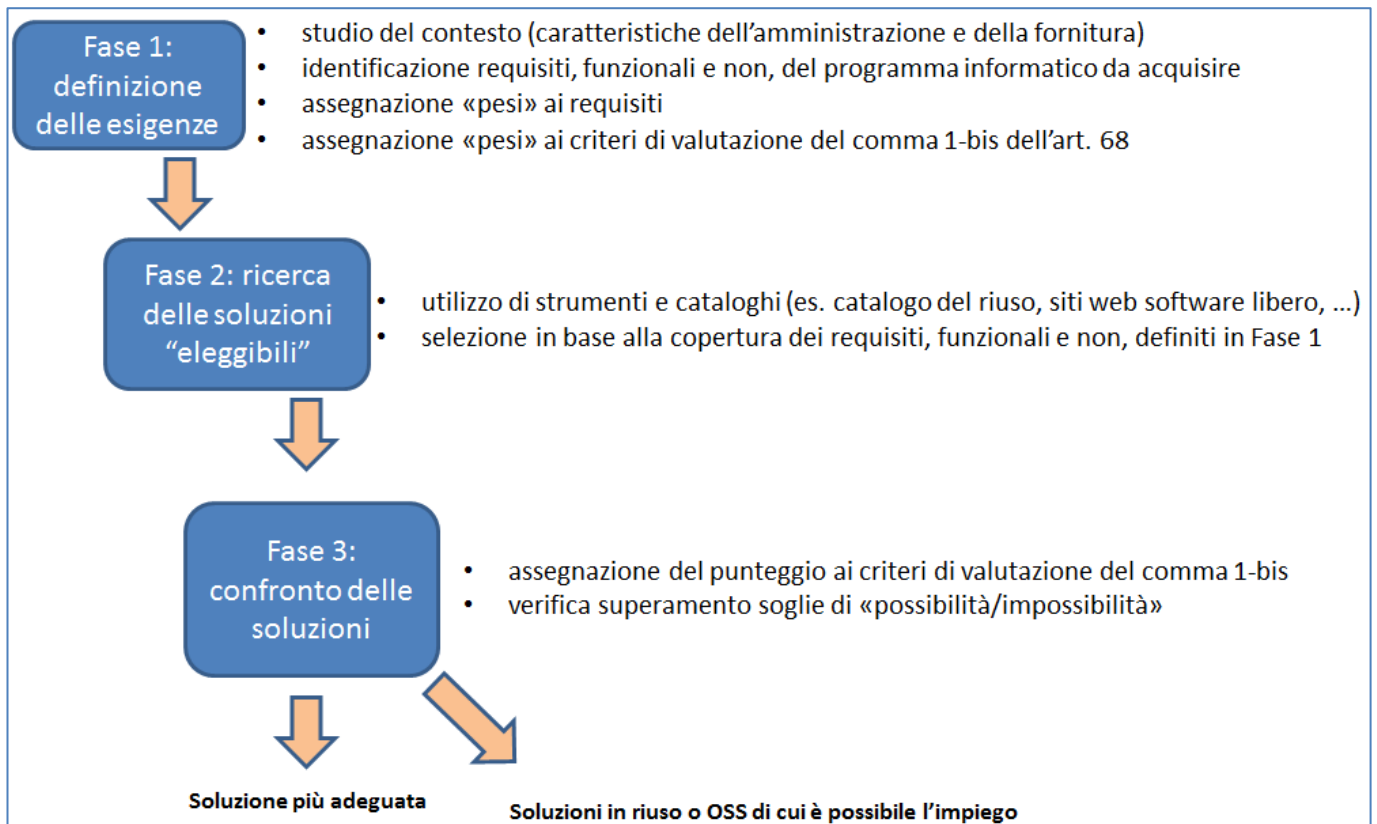 Fase 1:
definizione
delle esigenze
• studio del contesto (caratteristiche dell’amministrazione e della fornitura)
• identificazione requisiti, funzionali e non, del programma informatico da acquisire
• assegnazione «pesi» ai requisiti
• assegnazione «pesi» ai criteri di valutazione del comma 1-bis dell’art. 68
Fase 2: ricerca
delle soluzioni
“eleggibili”
• utilizzo di strumenti e cataloghi (es. catalogo del riuso, siti web software libero, …)
• selezione in base alla copertura dei requisiti, funzionali e non, definiti in Fase 1
Fase 3:
confronto delle
soluzioni
• assegnazione del punteggio ai criteri di valutazione del comma 1-bis
• verifica superamento soglie di «possibilità/impossibilità»
Soluzione più adeguata
Soluzioni in riuso o OSS di cui è possibile l’impiego